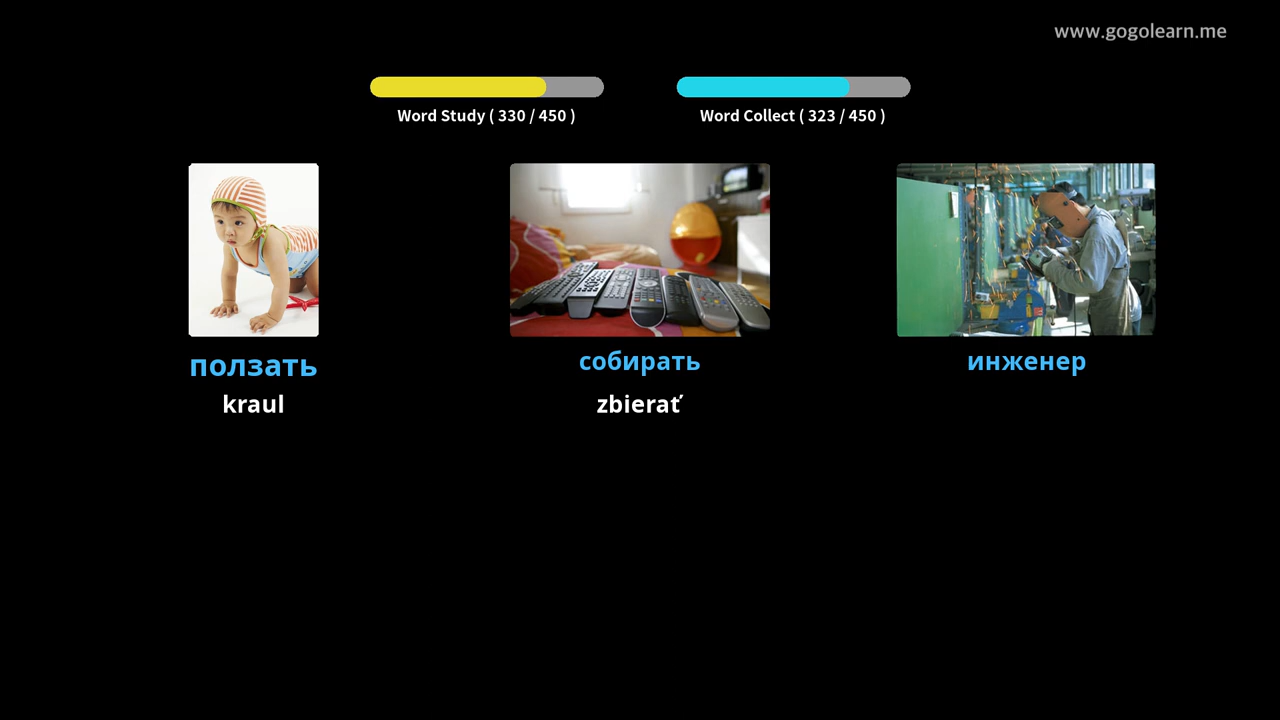 www.gogolearn.me
Word Study ( 330 / 450 )
Word Collect ( 323 / 450 )
ползать
собирать
инженер
kraul
zbierať